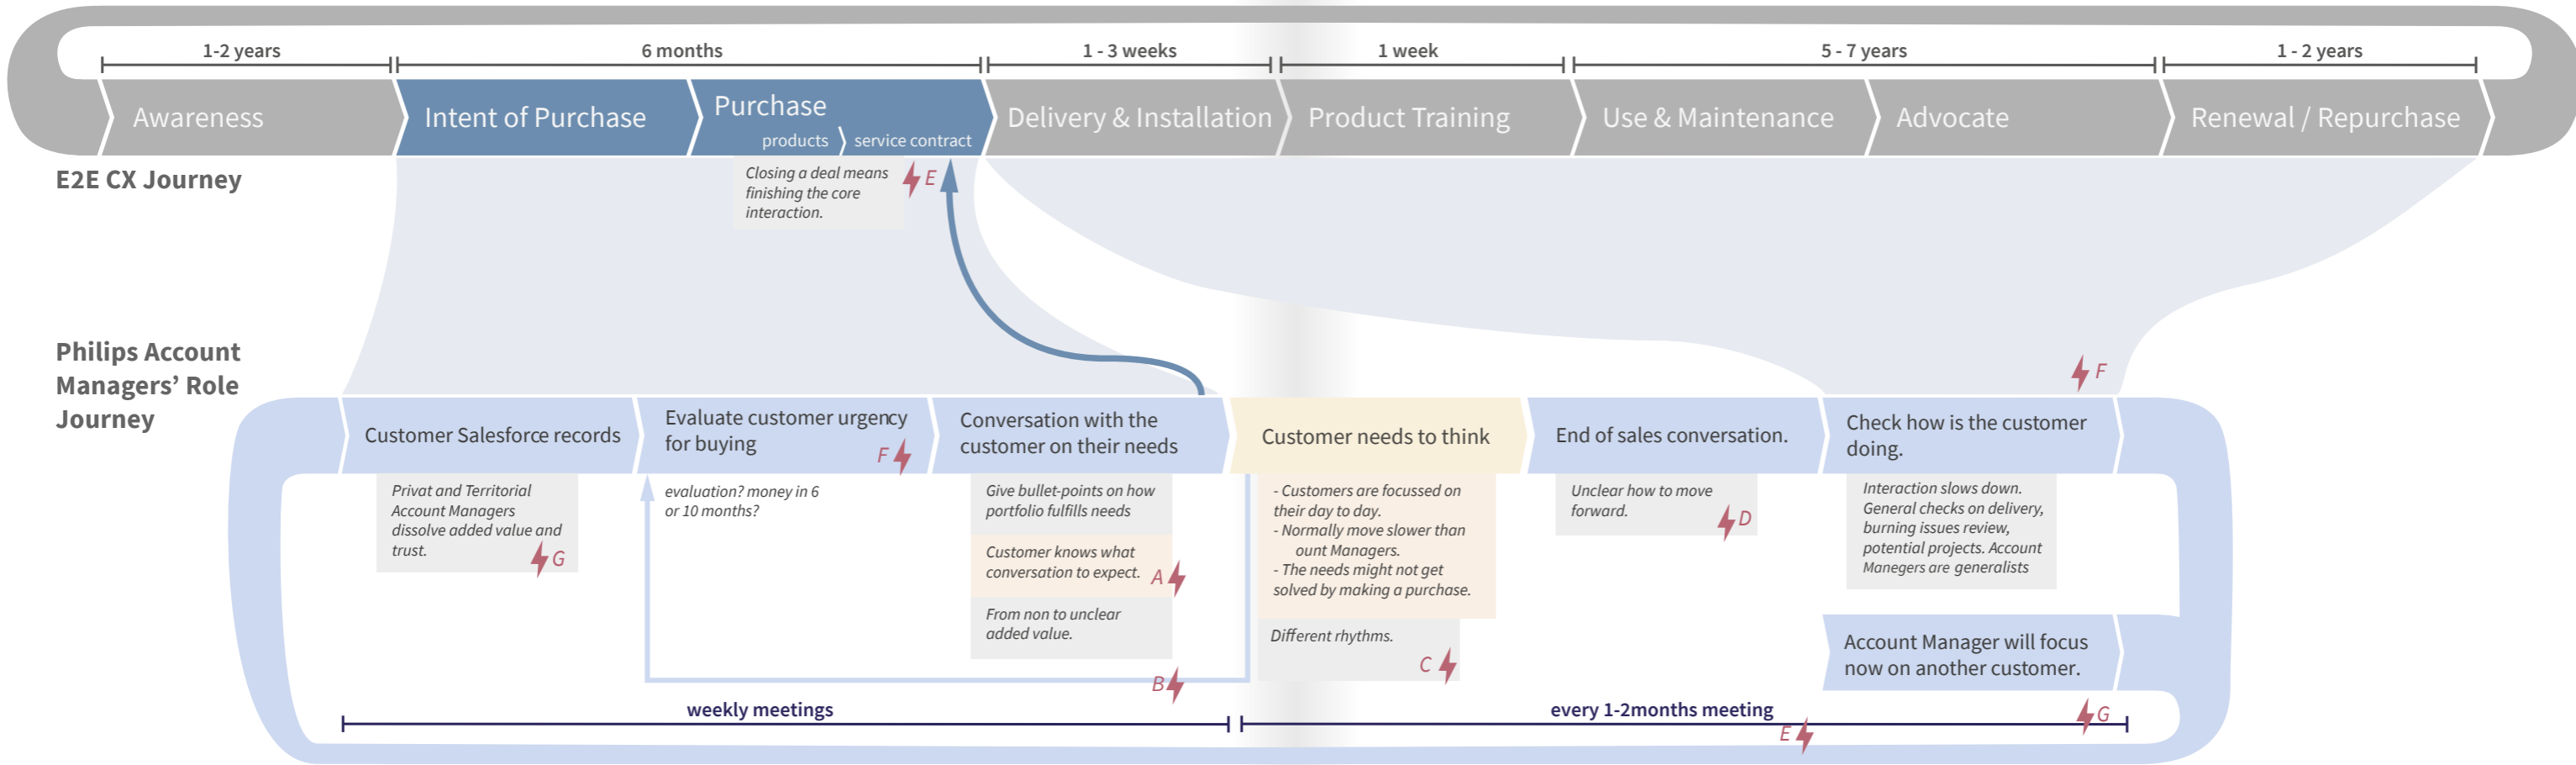 1-2 years
6 months
1 - 3 weeks
1 week
5 - 7 years
1 - 2 years
Awareness
Intent of Purchase
Purchase
products
service contract
Delivery & Installation
Product Training
Use & Maintenance
Advocate
Renewal / Repurchase
E2E CX Journey
Closing a deal means
finishing the core
interaction.
E
Philips Account
Managers' Role
Journey
F
Customer Salesforce records
Evaluate customer urgency
for buying
F
Conversation with the
customer on their needs
Customer needs to think
End of sales conversation.
Check how is the customer
doing.
Privat and Territorial
Account Managers
dissolve added value and
trust.
G
evaluation? money in 6
or 10 months?
Give bullet-points on how
portfolio fulfills needs
Customer knows what
conversation to expect.
A
From non to unclear
added value.
B
- Customers are focussed on
their day to day.
- Normally move slower than
ount Managers.
- The needs might not get
solved by making a purchase.
Different rhythms.
C
Unclear how to move
forward.
D
Interaction slows down.
General checks on delivery,
burning issues review,
potential projects. Account
Manegers are generalists
Account Manager will focus
now on another customer.
weekly meetings
every 1-2months meeting
E
G